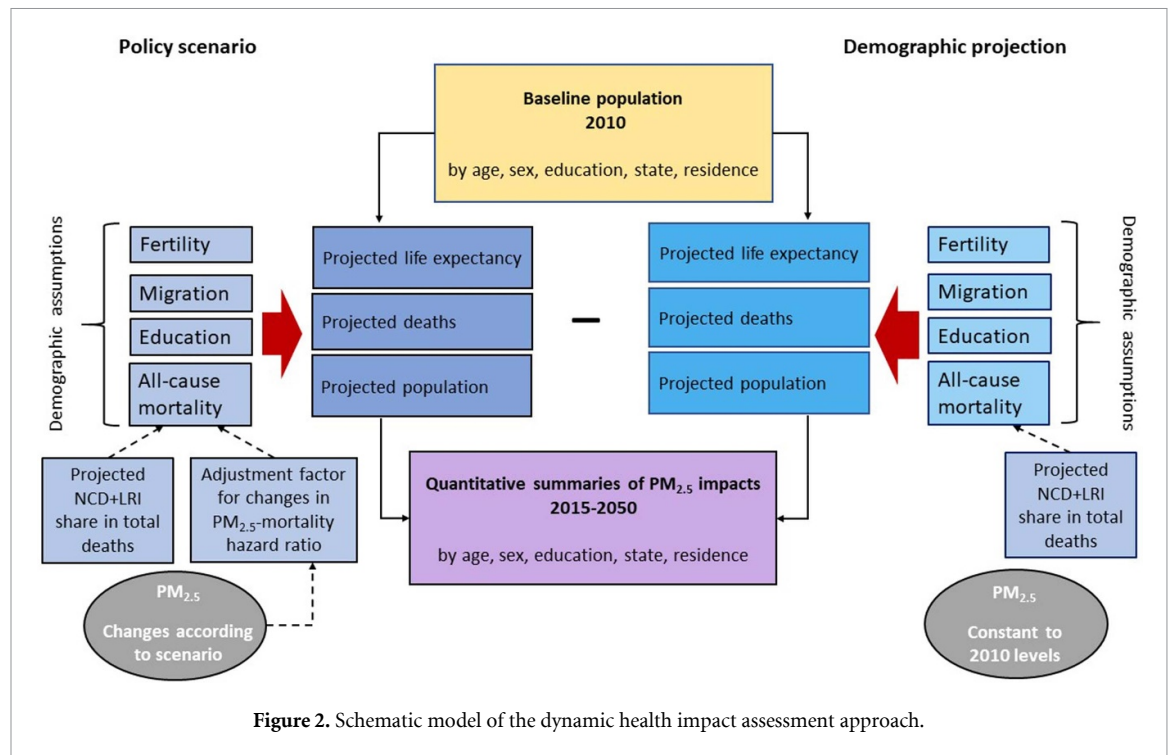 Policy scenario
Demographic projection
Baseline population
2010
by age, sex, education, state, residence
Demographic assumptions
Fertility
Migration
Education
All-cause
mortality
Projected life expectancy
Projected deaths
Projected population
–
Projected life expectancy
Projected deaths
Projected population
Fertility
Migration
Education
All-cause
mortality
Demographic assumptions
Projected
NCD+LRI
share in total
deaths
Adjustment factor
for changes in
PM2.5-mortality
hazard ratio
Quantitative summaries of PM2.5 impacts
2015-2050
by age, sex, education, state, residence
Projected
NCD+LRI
share in total
deaths
PM2.5
Changes according
to scenario
PM2.5
Constant to
2010 levels
Figure 2. Schematic model of the dynamic health impact assessment approach.